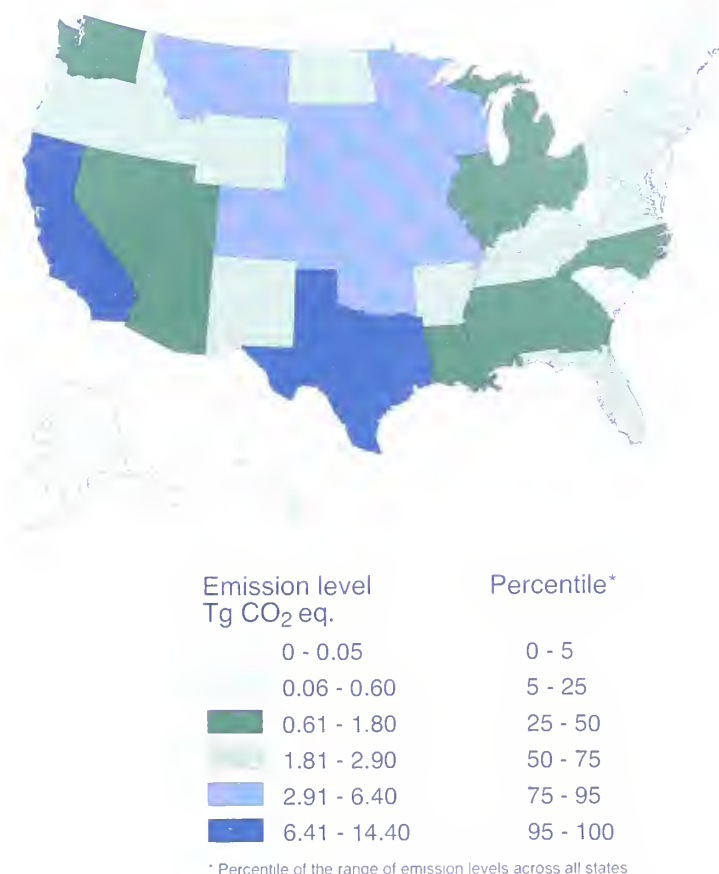 Emission level Percentile*
Tg CO₂ eq.
0 - 0.05 0 - 5
0.06 - 0.60 5 - 25
0.61 - 1.80 25 - 50
1.81 - 2.90 50 - 75
2.91 - 6.40 75 - 95
6.41 - 14.40 95 - 100
* Percentile of the range of emission levels across all states